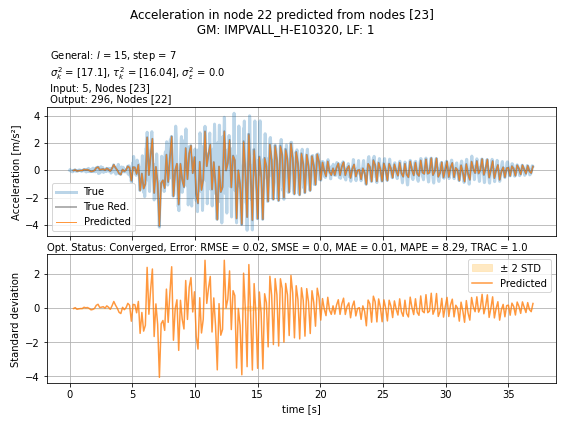 Acceleration in node 22 predicted from nodes [23]
GM: IMPVALL_H-E10320, LF: 1
General: l = 15, step = 7
σ²ₖ = [17.1], τ²ₖ = [16.04], σ²ε = 0.0
Input: 5, Nodes [23]
Output: 296, Nodes [22]
Acceleration [m/s²]
4
2
0
−2
−4
True
True Red.
Predicted
Opt. Status: Converged, Error: RMSE = 0.02, SMSE = 0.0, MAE = 0.01, MAPE = 8.29, TRAC = 1.0
Standard deviation
2
0
−2
−4
± 2 STD
Predicted
0 5 10 15 20 25 30 35
time [s]